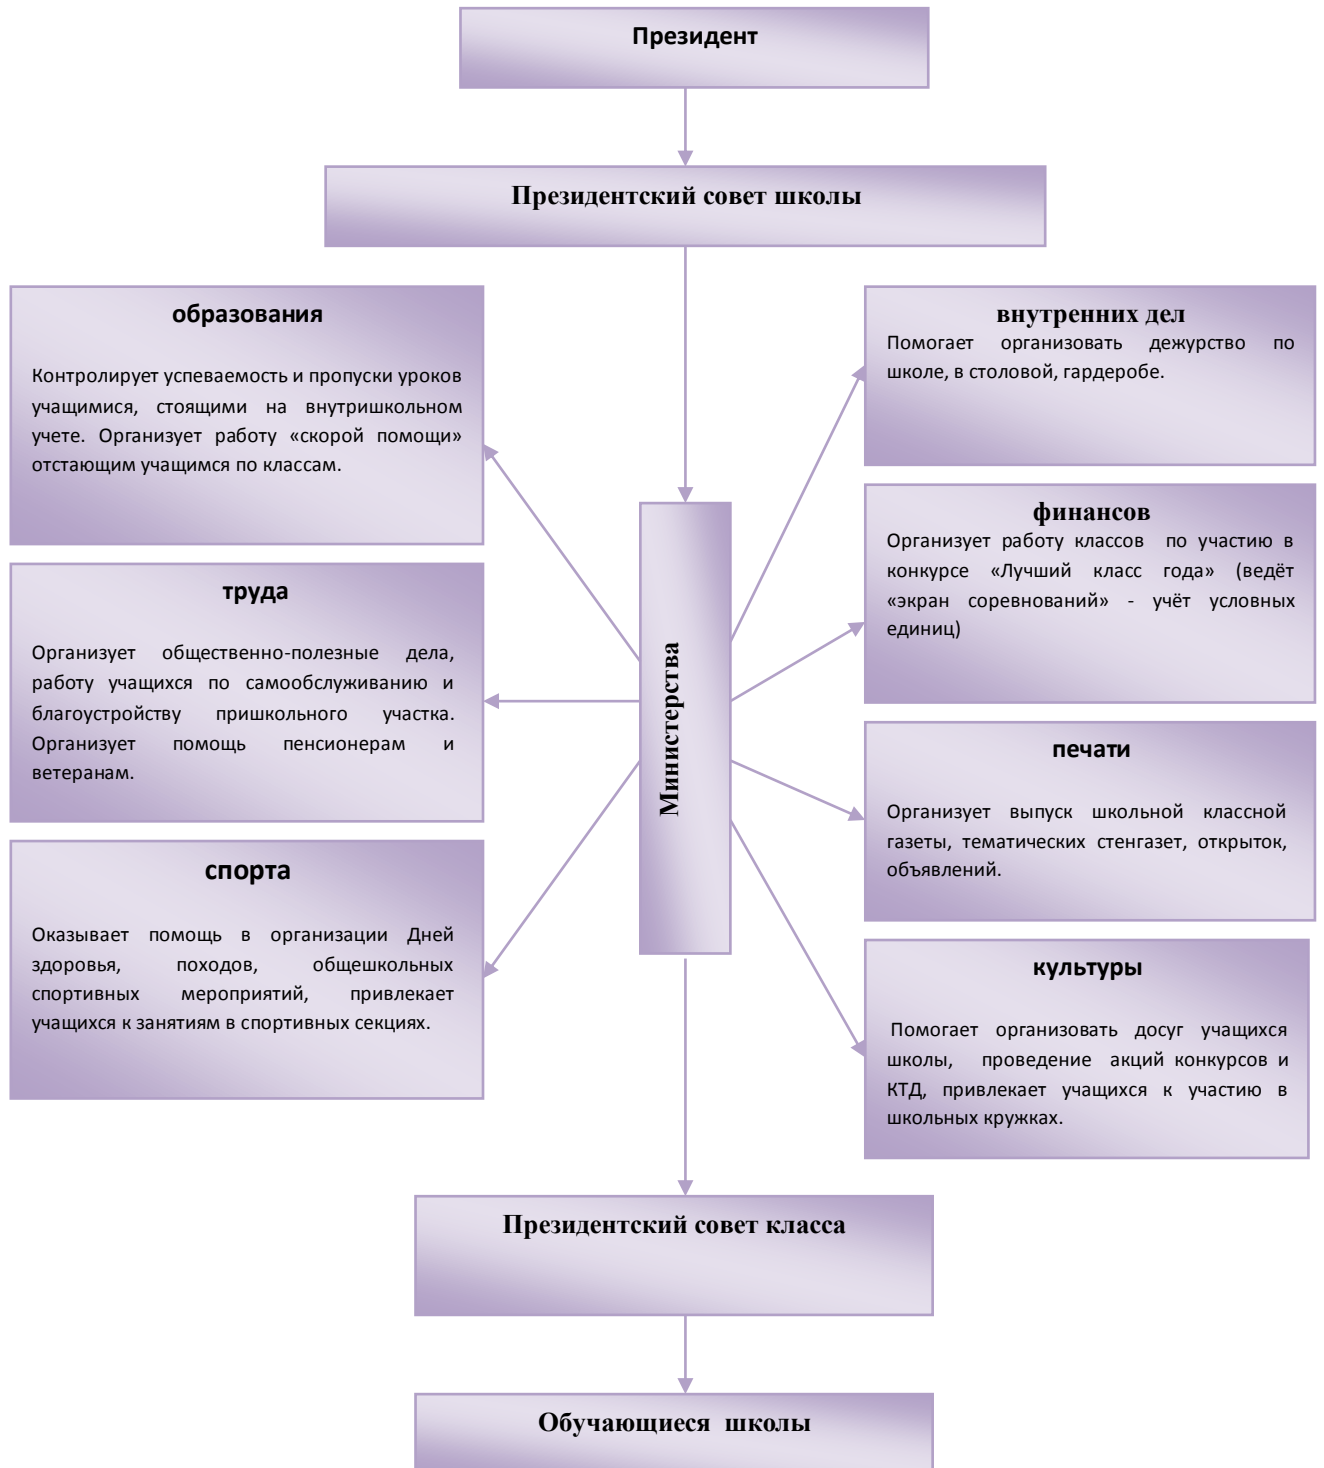 Президент
Президентский совет школы
образования
Контролирует успеваемость и пропуски уроков
учащимися, стоящими на внутришкольном
учете. Организует работу «скорой помощи»
отстающим учащимся по классам.
труда
Организует общественно-полезные дела,
работу учащихся по самообслуживанию и
благоустройству пришкольного участка.
Организует помощь пенсионерам и
ветеранам.
спорта
Оказывает помощь в организации Дней
здоровья, походов, общешкольных
спортивных мероприятий, привлекает
учащихся к занятиям в спортивных секциях.
Министерства
внутренних дел
Помогает организовать дежурство по
школе, в столовой, гардеробе.
финансов
Организует работу классов по участию в
конкурсе «Лучший класс года» (ведёт
«экран соревнований» - учёт условных
единиц)
печати
Организует выпуск школьной классной
газеты, тематических стенгазет, открыток,
объявлений.
культуры
Помогает организовать досуг учащихся
школы, проведение акций конкурсов и
КТД, привлекает учащихся к участию в
школьных кружках.
Президентский совет класса
Обучающиеся школы